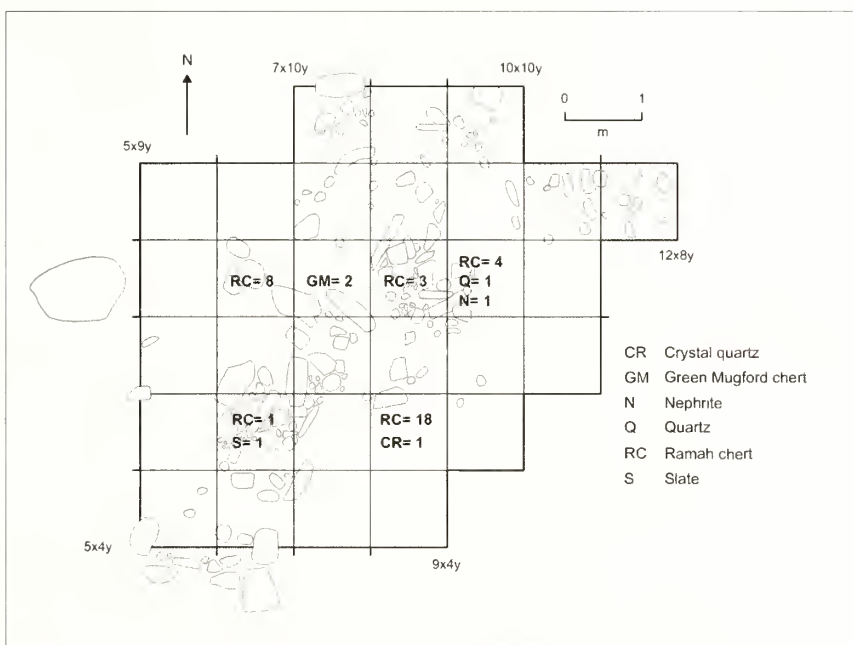 N
7x10y
10x10y
0 1
m
5x9y
12x8y
RC= 8
GM= 2
RC= 3
RC= 4
Q= 1
N= 1
RC= 1
S= 1
RC= 18
CR= 1
CR Crystal quartz
GM Green Mugford chert
N Nephrite
Q Quartz
RC Ramah chert
S Slate
5x4y
9x4y